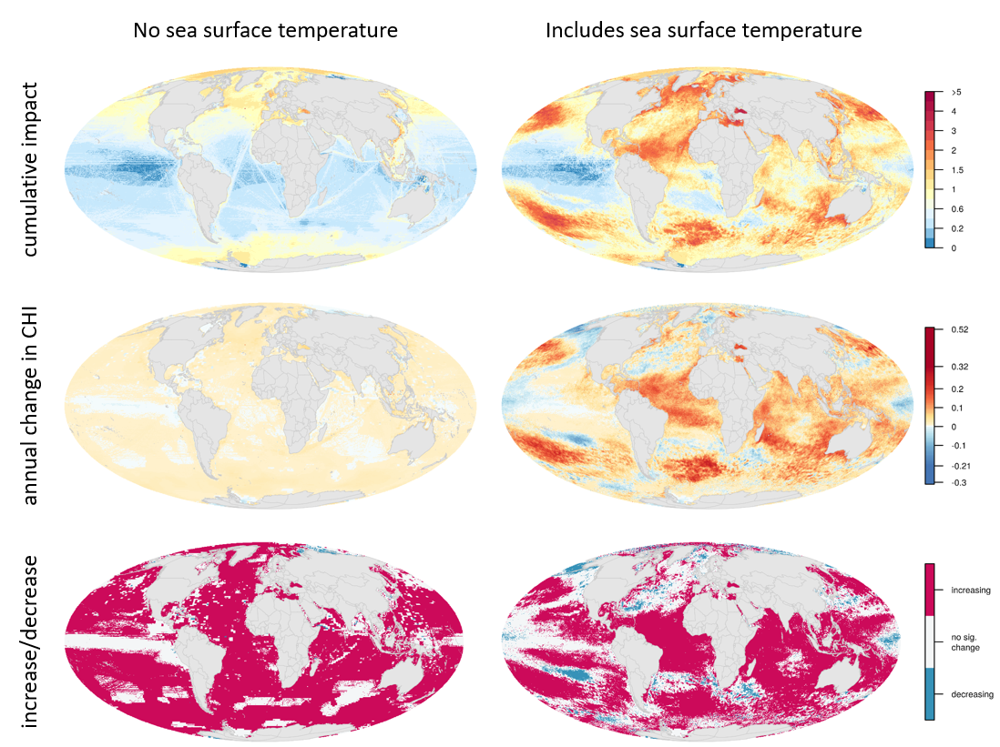 No sea surface temperature
Includes sea surface temperature
cumulative impact
>5
4
3
2
1.5
1
0.6
0.2
0
annual change in CHI
0.52
0.32
0.2
0.1
0
-0.1
-0.21
-0.3
increase/decrease
increasing
no sig.
change
decreasing